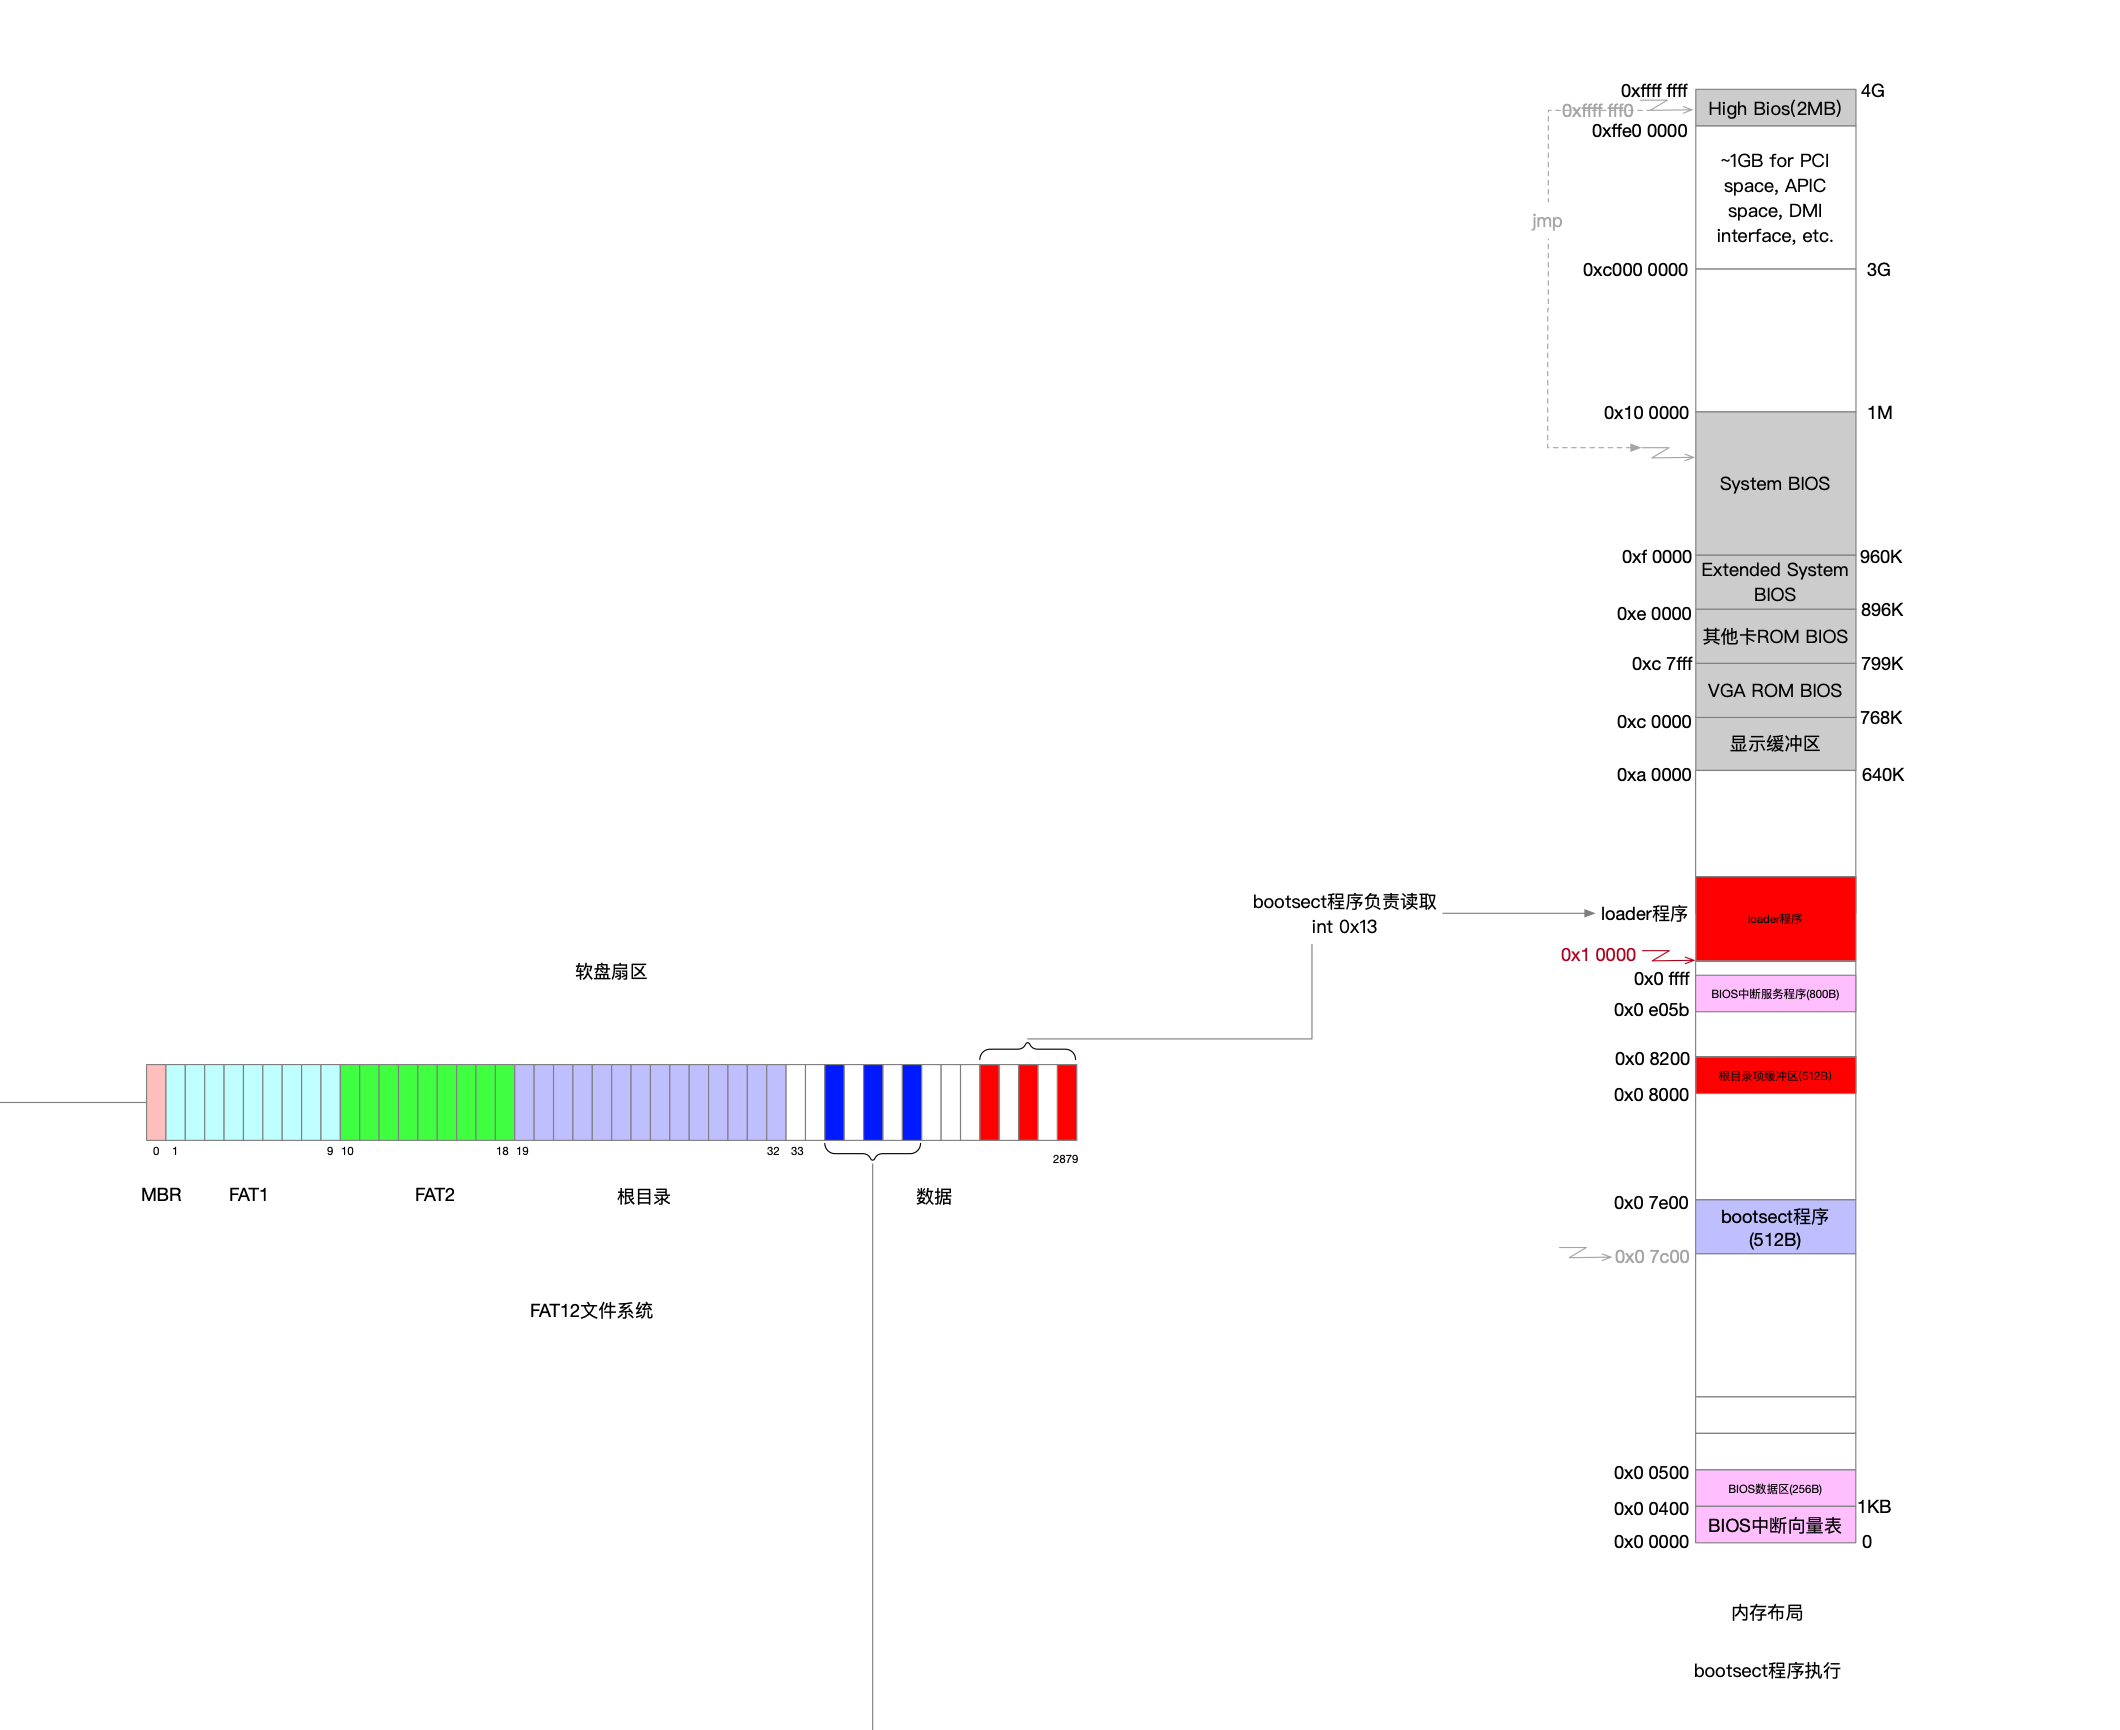 0xffff ffff
4G
0xffff fff0
High Bios(2MB)
0xffe0 0000
~1GB for PCI
space, APIC
space, DMI
interface, etc.
jmp
0xc000 0000
3G
0x10 0000
1M
System BIOS
0xf 0000
960K
Extended System
BIOS
0xe 0000
896K
其他卡ROM BIOS
0xc 7fff
799K
VGA ROM BIOS
0xc 0000
768K
显示缓冲区
0xa 0000
640K
bootsect程序负责读取
int 0x13
loader程序
loader程序
0x1 0000
0x0 ffff
BIOS中断服务程序(800B)
0x0 e05b
0x0 8200
根目录项缓冲区(512B)
0x0 8000
0x0 7e00
bootsect程序
(512B)
0x0 7c00
0x0 0500
BIOS数据区(256B)
0x0 0400
1KB
BIOS中断向量表
0x0 0000
0
内存布局
bootsect程序执行
软盘扇区
0 1 9 10 18 19 32 33 2879
MBR FAT1 FAT2 根目录 数据
FAT12文件系统